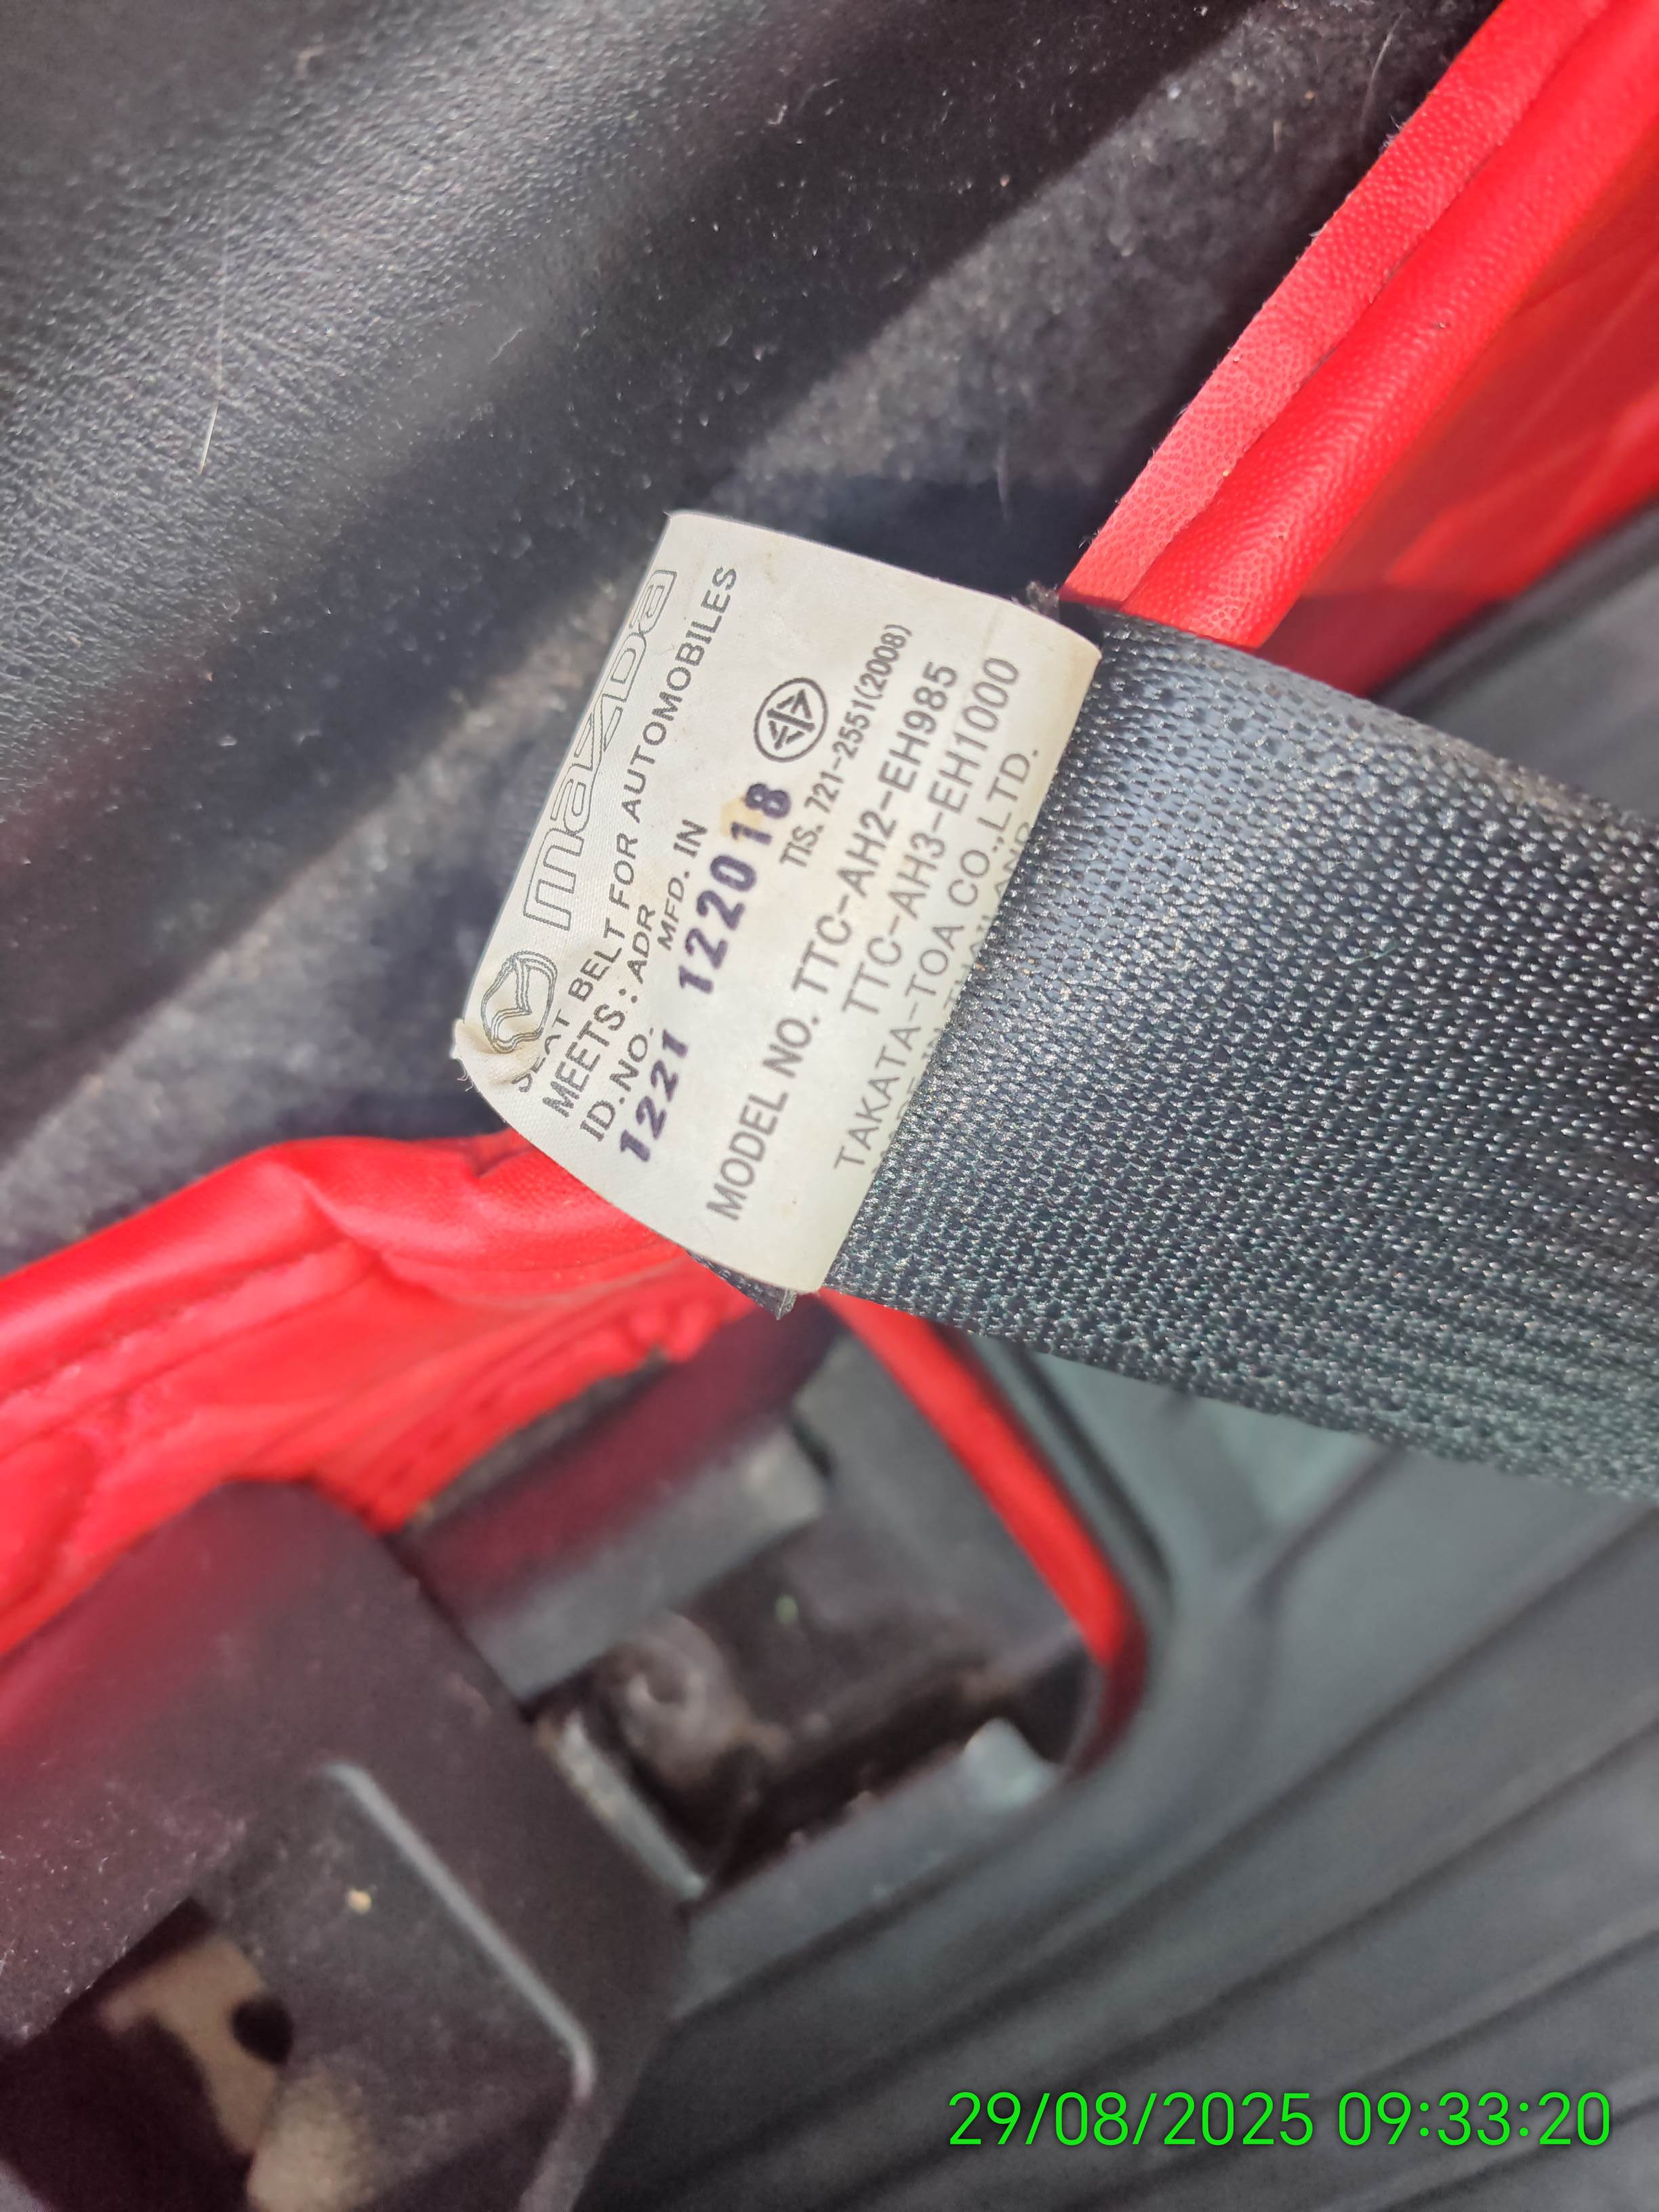 mazda
SEAT BELT FOR AUTOMOBILES
MEETS : ADR
ID.NO. MFD. IN
1221 122018
TIS. 721-2551(2008)
MODEL NO. TTC-AH2-EH985
TTC-AH3-EH1000
TAKATA-TOA CO.,LTD.
29/08/2025 09:33:20